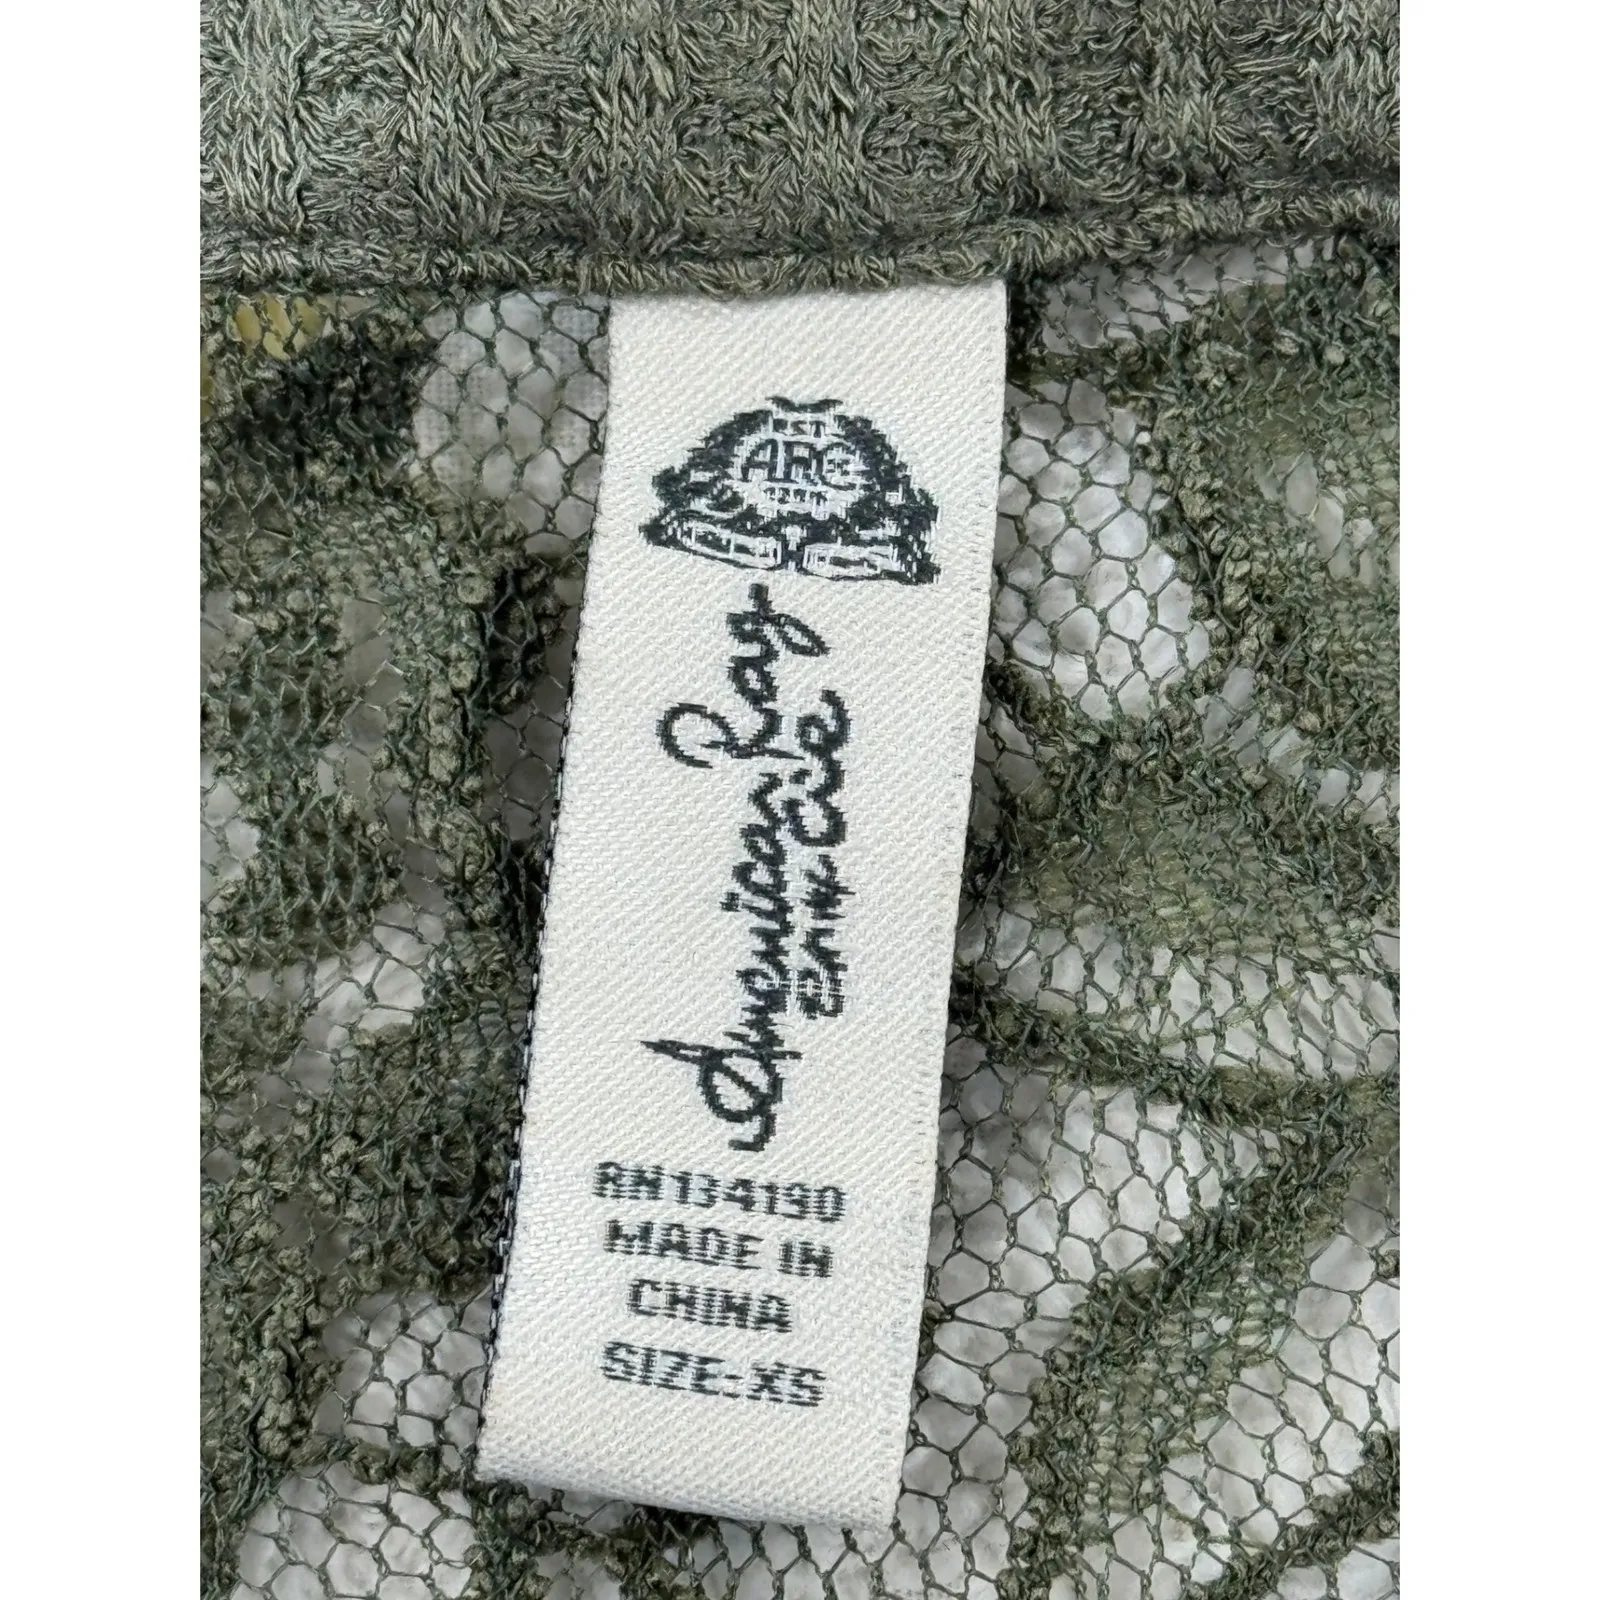 EST
ARC
American Rag
CIE
RN134190
MADE IN
CHINA
SIZE-XS